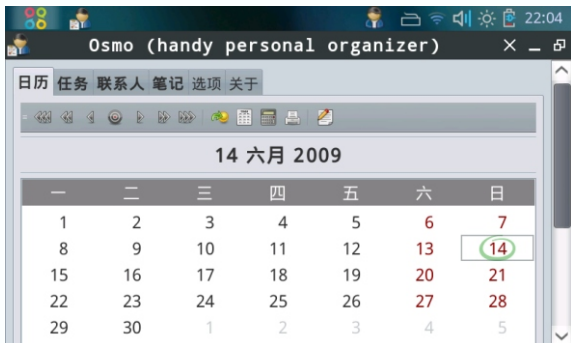 22:04
Osmo (handy personal organizer)
日历 任务 联系人 笔记 选项 关于
14 六月 2009
一 二 三 四 五 六 日
1 2 3 4 5 6 7
8 9 10 11 12 13 14
15 16 17 18 19 20 21
22 23 24 25 26 27 28
29 30 1 2 3 4 5